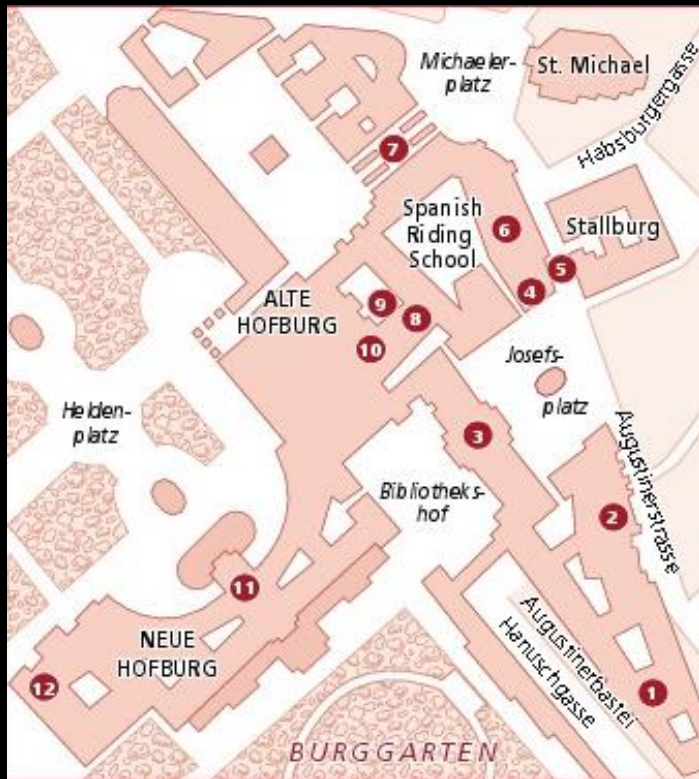 Michaeler-
platz
St. Michael
Habsburgergasse
7
Spanish
Riding
School
6
Stallburg
5
4
ALTE
HOFBURG
9
8
10
Josefs-
platz
Helden-
platz
3
Augustinerstrasse
Bibliotheks-
hof
2
11
NEUE
HOFBURG
12
Augustinerbastei
Hanuschgasse
1
BURGGARTEN